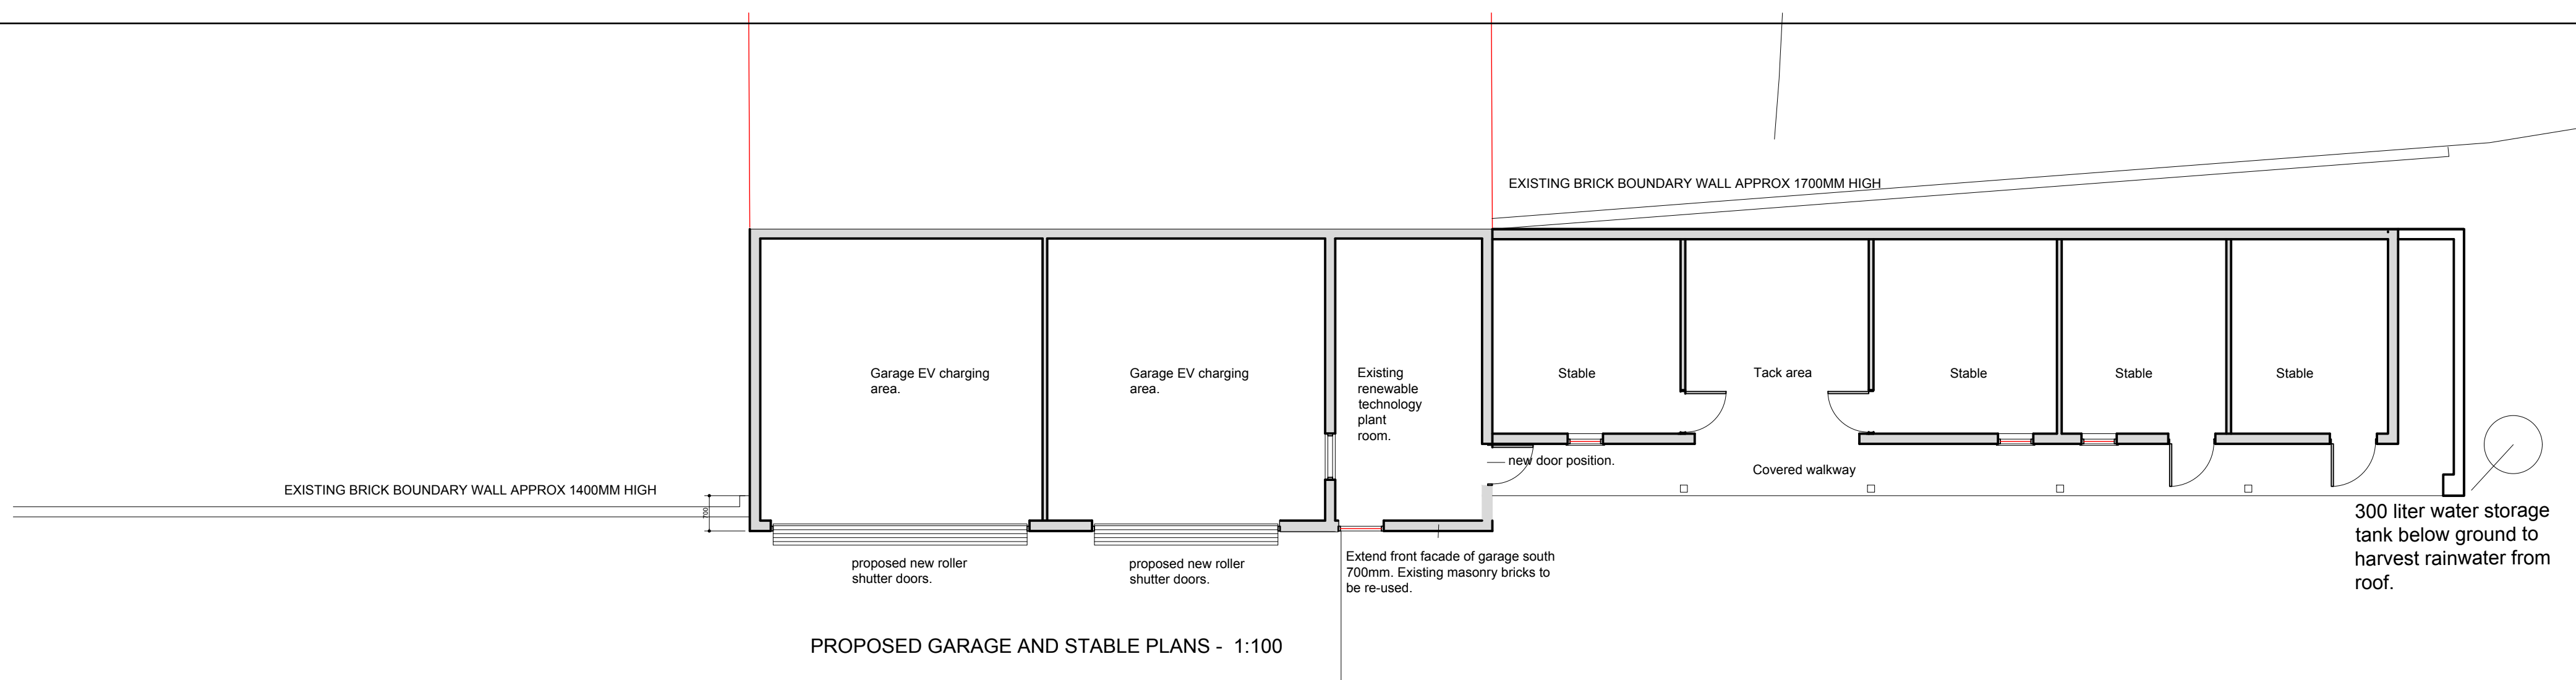 EXISTING BRICK BOUNDARY WALL APPROX 1700MM HIGH
Garage EV charging
area.
Garage EV charging
area.
Existing
renewable
technology
plant
room.
Stable
Tack area
Stable
Stable
Stable
new door position.
Covered walkway
EXISTING BRICK BOUNDARY WALL APPROX 1400MM HIGH
700
300 liter water storage
tank below ground to
harvest rainwater from
roof.
proposed new roller
shutter doors.
proposed new roller
shutter doors.
Extend front facade of garage south
700mm. Existing masonry bricks to
be re-used.
PROPOSED GARAGE AND STABLE PLANS - 1:100